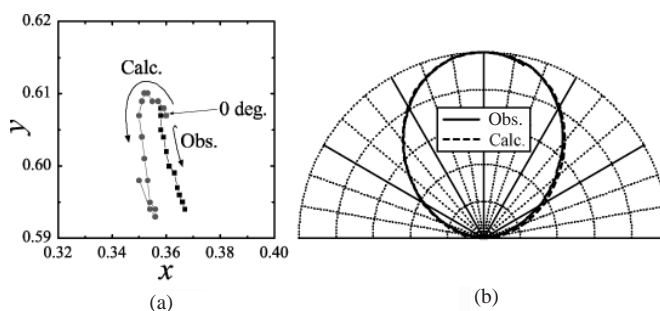 0.62
0.61
0.60
0.59
y
Calc.
0 deg.
Obs.
0.32 0.34 0.36 0.38 0.40
x
(a)
Obs.
Calc.
(b)